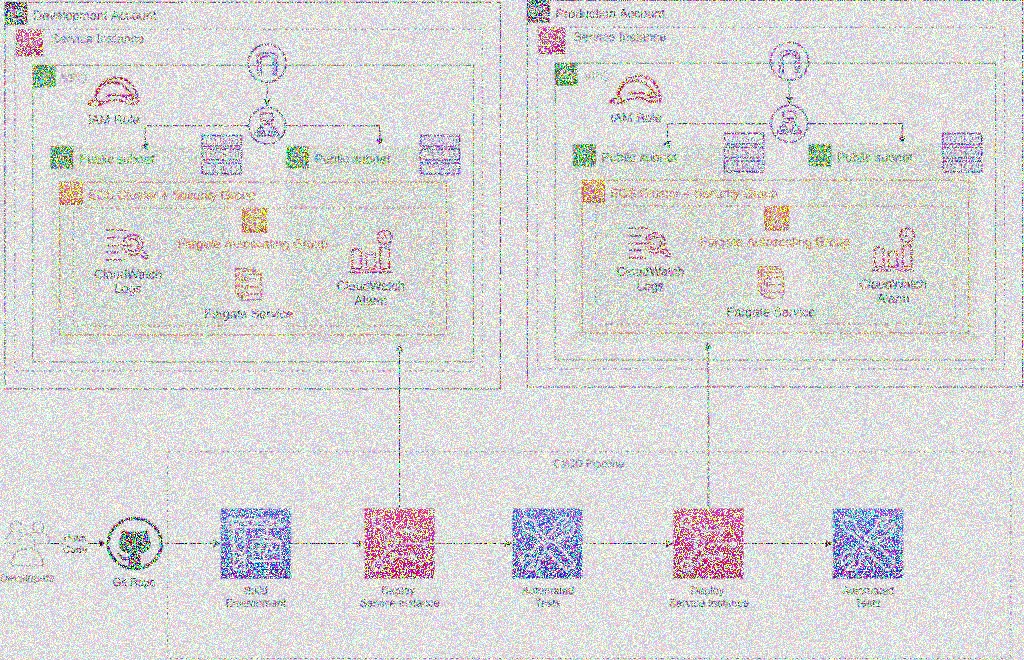 Development Account
Service Instance
VPC
IAM Role
Public subnet
Public subnet
ECS Cluster + Security Group
Fargate Autoscaling Group
CloudWatch
Logs
CloudWatch
Alarm
Fargate Service
Production Account
Service Instance
IAM Role
Public subnet
Public subnet
ECS Cluster + Security Group
Fargate Autoscaling Group
CloudWatch
Logs
CloudWatch
Alarm
Fargate Service
CI/CD Pipeline
Push
Code
Developers
Git Repo
Build
Environment
Deploy
Service Instance
Automated
Tests
Deploy
Service Instance
Automated
Tests